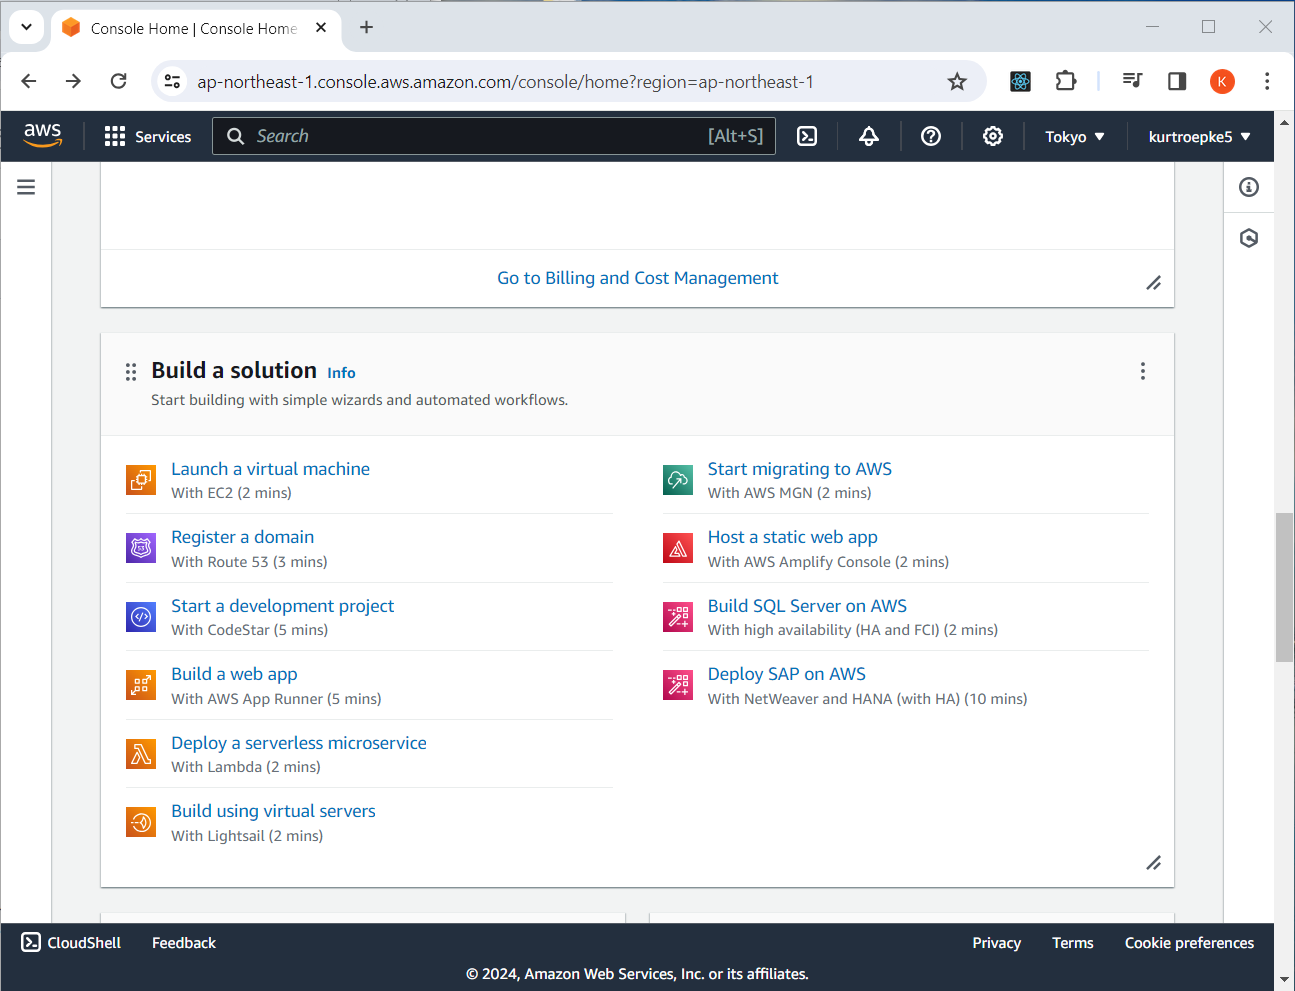 Console Home | Console Home
ap-northeast-1.console.aws.amazon.com/console/home?region=ap-northeast-1
K
aws
Services
Search
[Alt+S]
Tokyo
kurtroepke5
Go to Billing and Cost Management
Build a solution Info
Start building with simple wizards and automated workflows.
Launch a virtual machine
With EC2 (2 mins)
Register a domain
With Route 53 (3 mins)
Start a development project
With CodeStar (5 mins)
Build a web app
With AWS App Runner (5 mins)
Deploy a serverless microservice
With Lambda (2 mins)
Build using virtual servers
With Lightsail (2 mins)
Start migrating to AWS
With AWS MGN (2 mins)
Host a static web app
With AWS Amplify Console (2 mins)
Build SQL Server on AWS
With high availability (HA and FCI) (2 mins)
Deploy SAP on AWS
With NetWeaver and HANA (with HA) (10 mins)
CloudShell
Feedback
Privacy
Terms
Cookie preferences
© 2024, Amazon Web Services, Inc. or its affiliates.